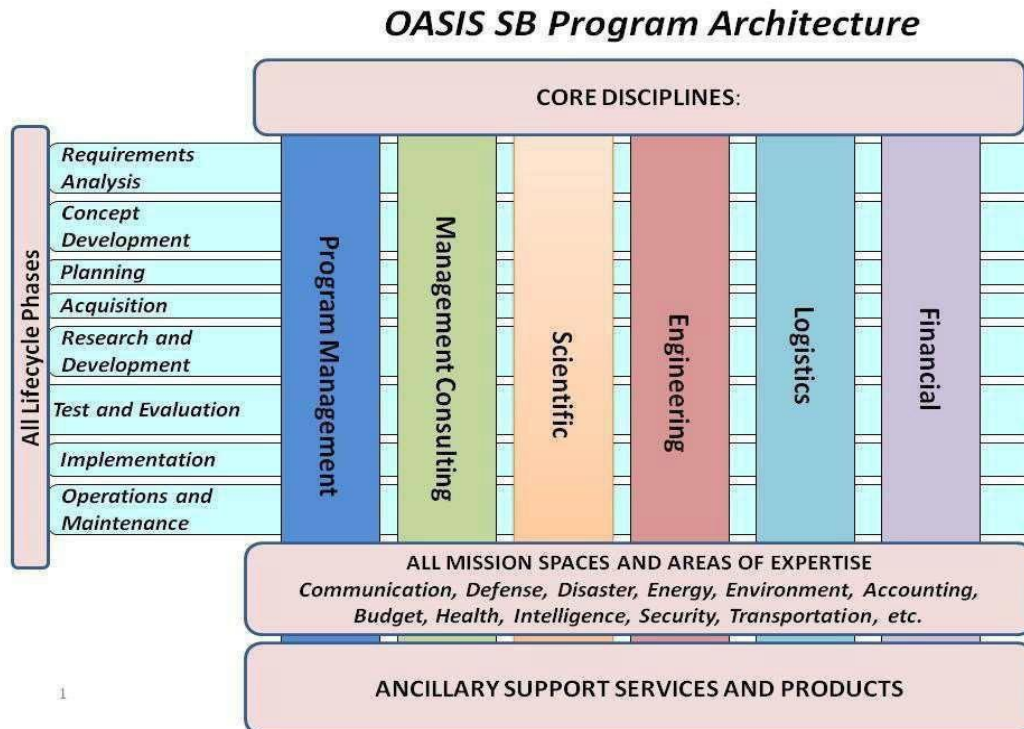 OASIS SB Program Architecture
CORE DISCIPLINES:
All Lifecycle Phases
Requirements
Analysis
Concept
Development
Planning
Acquisition
Research and
Development
Test and Evaluation
Implementation
Operations and
Maintenance
Program Management
Management Consulting
Scientific
Engineering
Logistics
Financial
ALL MISSION SPACES AND AREAS OF EXPERTISE
Communication, Defense, Disaster, Energy, Environment, Accounting,
Budget, Health, Intelligence, Security, Transportation, etc.
ANCILLARY SUPPORT SERVICES AND PRODUCTS
1